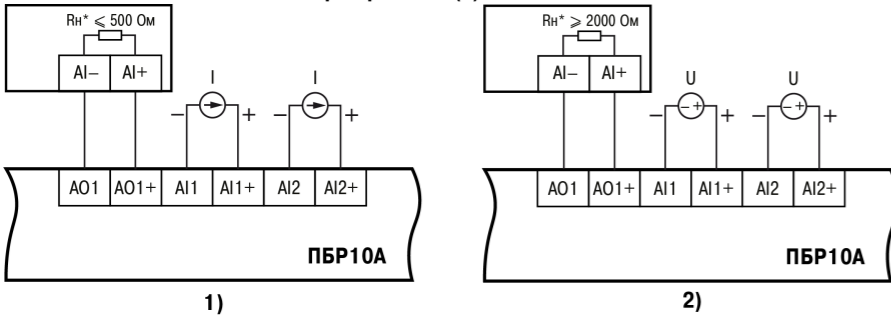 Rн* ⩽ 500 Ом
AI− AI+
I I
− + − +
AO1 AO1+ AI1 AI1+ AI2 AI2+
ПБР10А
1)
Rн* ⩾ 2000 Ом
AI− AI+
U U
− − + + − − + +
AO1 AO1+ AI1 AI1+ AI2 AI2+
ПБР10А
2)